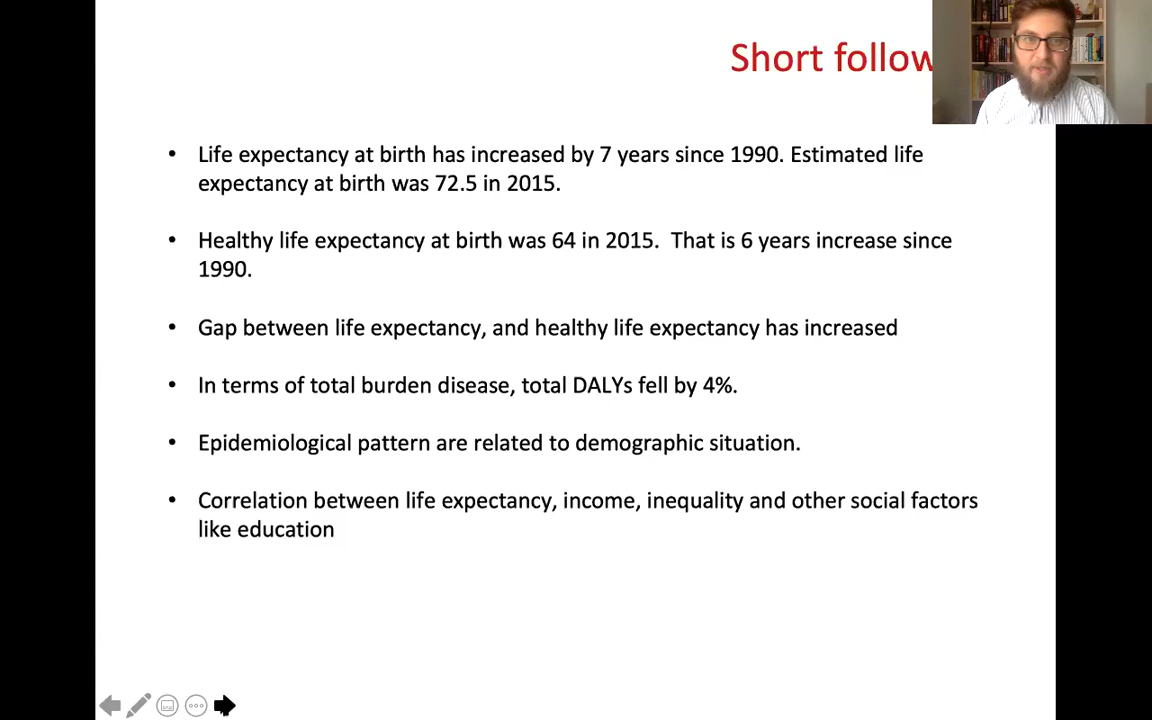 Short follow
• Life expectancy at birth has increased by 7 years since 1990. Estimated life
expectancy at birth was 72.5 in 2015.
• Healthy life expectancy at birth was 64 in 2015.  That is 6 years increase since
1990.
• Gap between life expectancy, and healthy life expectancy has increased
• In terms of total burden disease, total DALYs fell by 4%.
• Epidemiological pattern are related to demographic situation.
• Correlation between life expectancy, income, inequality and other social factors
like education